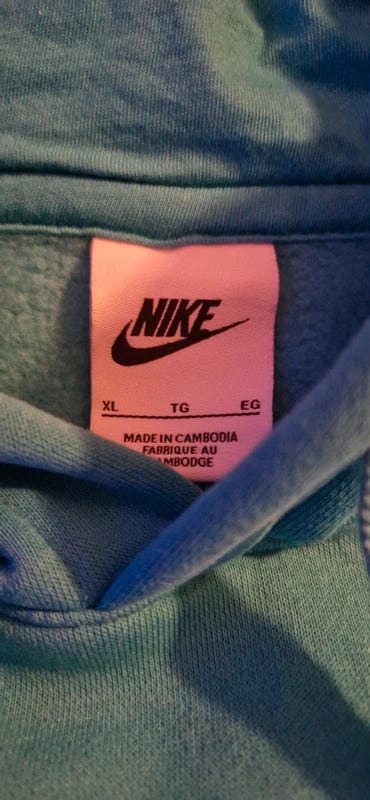 NIKE
XL TG EG
MADE IN CAMBODIA
FABRIQUE AU
AMBODGE